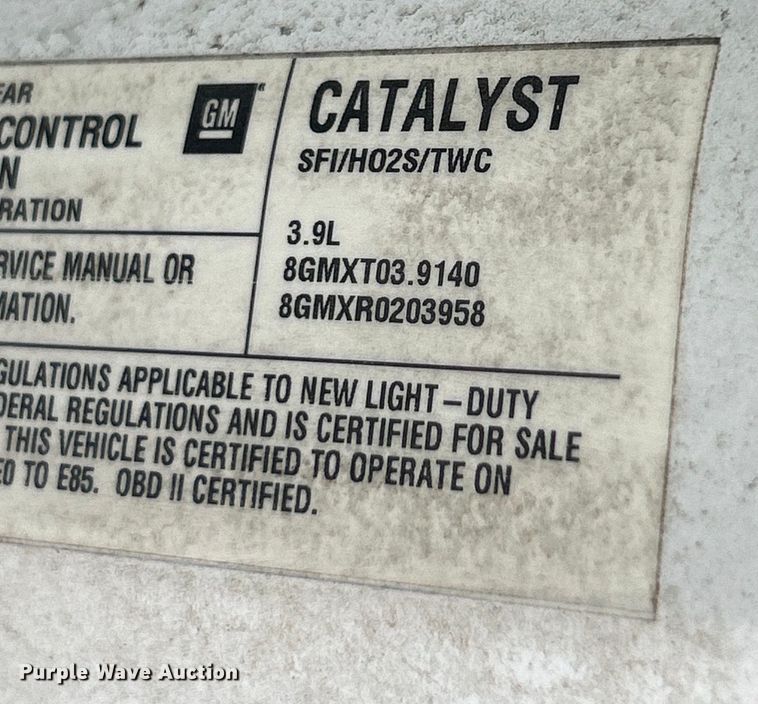 EAR
CONTROL
N
RATION
GM
CATALYST
SFI/HO2S/TWC
RVICE MANUAL OR
MATION.
3.9L
8GMXT03.9140
8GMXR0203958
GULATIONS APPLICABLE TO NEW LIGHT-DUTY
DERAL REGULATIONS AND IS CERTIFIED FOR SALE
THIS VEHICLE IS CERTIFIED TO OPERATE ON
E0 TO E85. OBD II CERTIFIED.
Purple Wave Auction